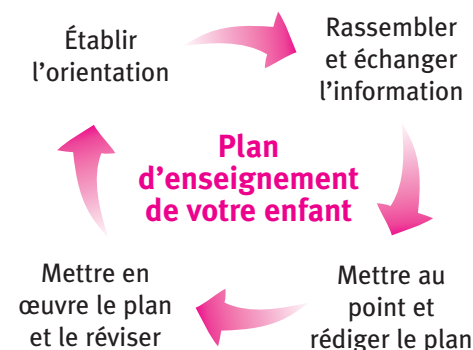 Établir
l'orientation
Rassembler
et échanger
l'information
Plan
d'enseignement
de votre enfant
Mettre au
point et
rédiger le plan
Mettre en
œuvre le plan
et le réviser